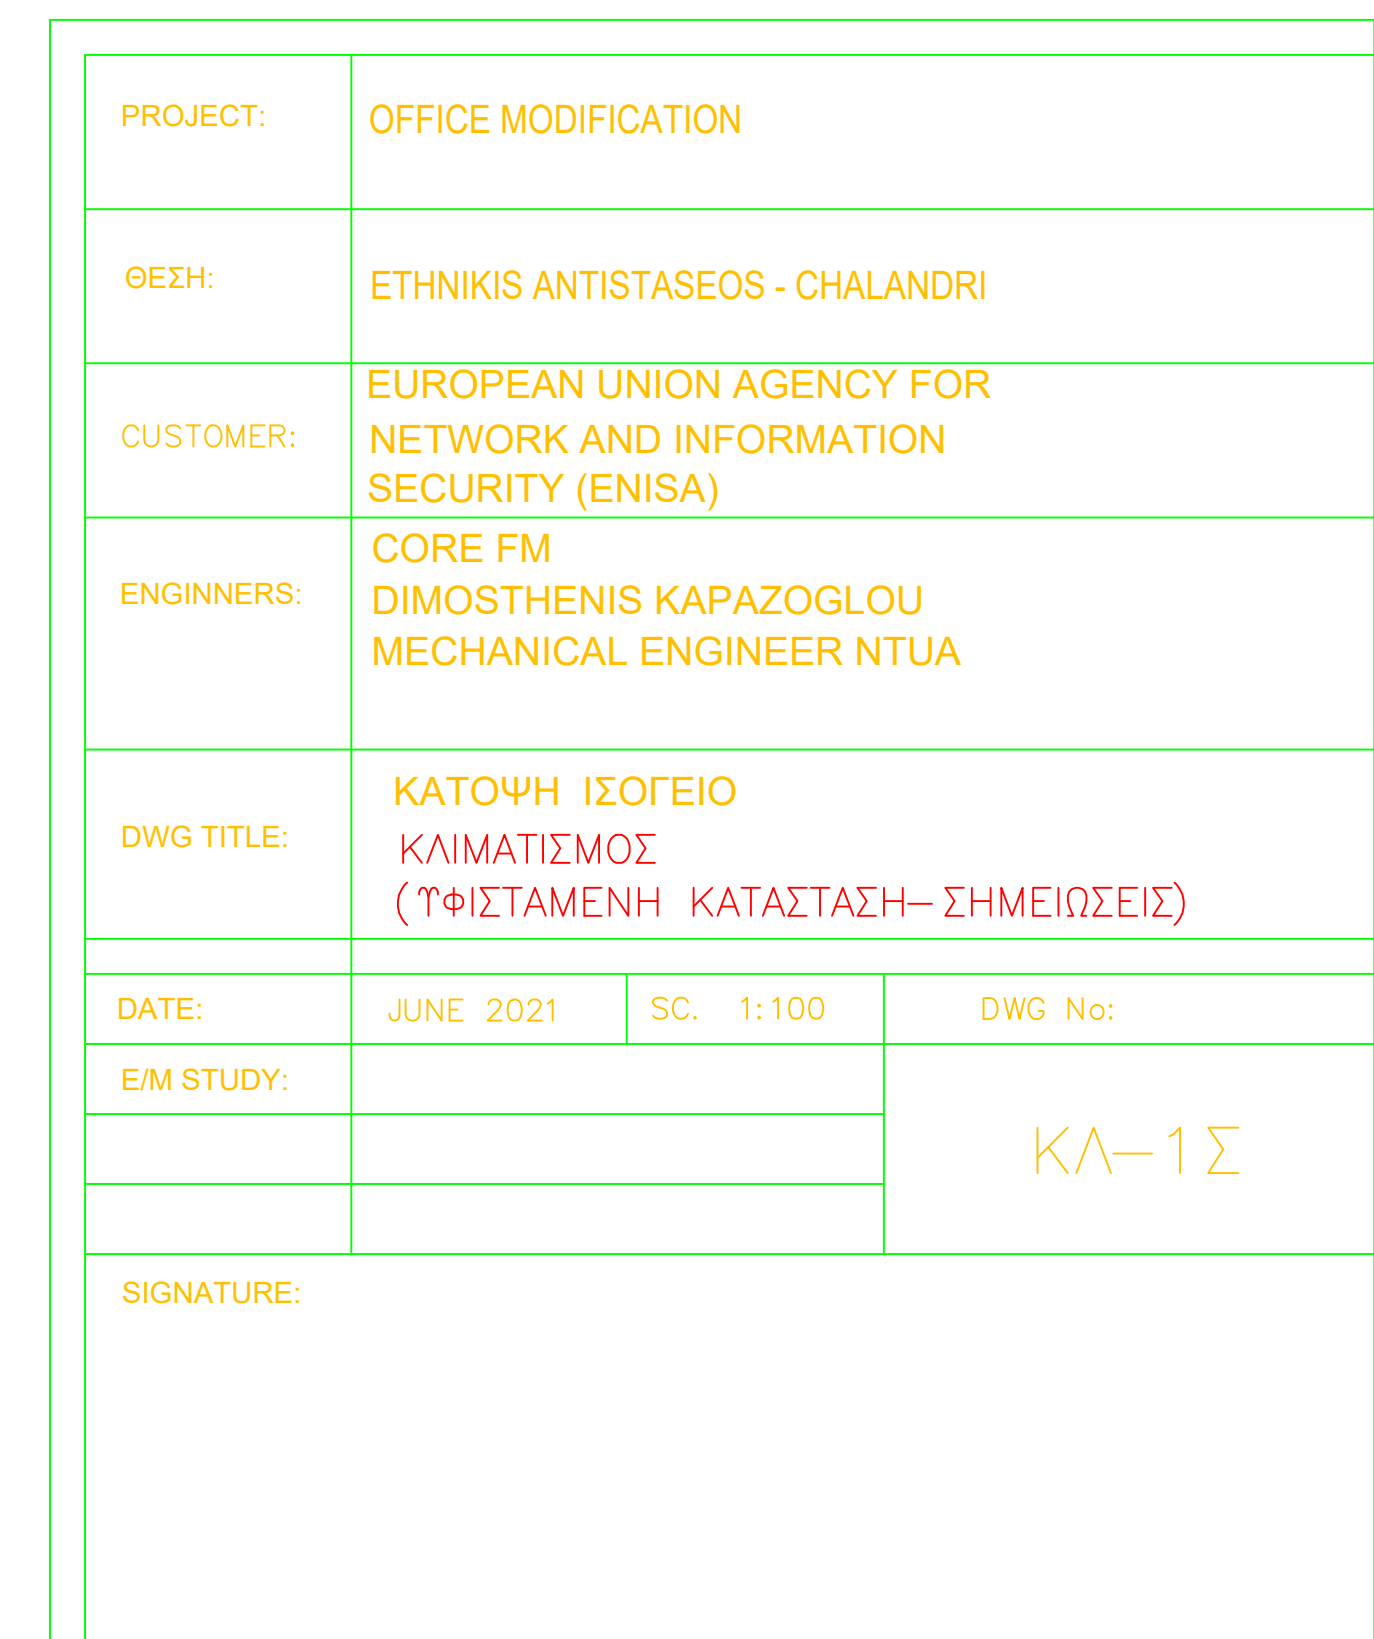 PROJECT:
OFFICE MODIFICATION
ΘΕΣΗ:
ETHNIKIS ANTISTASEOS - CHALANDRI
CUSTOMER:
EUROPEAN UNION AGENCY FOR
NETWORK AND INFORMATION
SECURITY (ENISA)
ENGINNERS:
CORE FM
DIMOSTHENIS KAPAZOGLOU
MECHANICAL ENGINEER NTUA
DWG TITLE:
ΚΑΤΟΨΗ ΙΣΟΓΕΙΟ
ΚΛΙΜΑΤΙΣΜΟΣ
(ΥΦΙΣΤΑΜΕΝΗ ΚΑΤΑΣΤΑΣΗ–ΣΗΜΕΙΩΣΕΙΣ)
DATE:
JUNE 2021
SC. 1:100
DWG No:
E/M STUDY:
ΚΛ–1Σ
SIGNATURE: